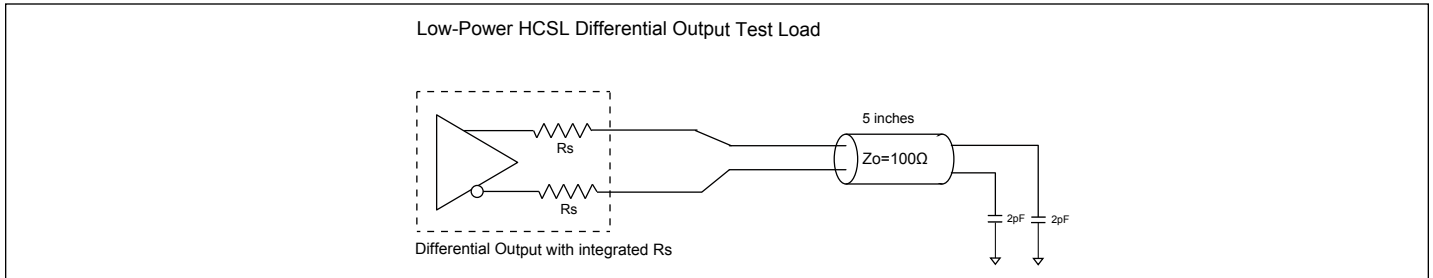 Low-Power HCSL Differential Output Test Load
5 inches
Rs
Zo=100Ω
Rs
2pF 2pF
Differential Output with integrated Rs